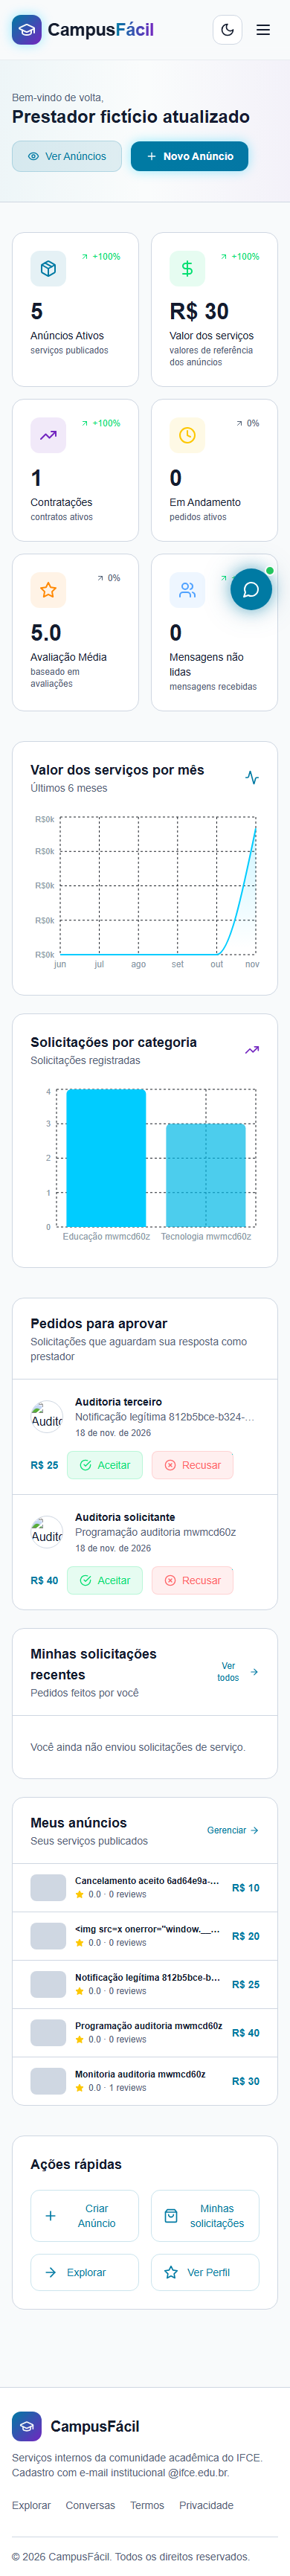 CampusFácil
Bem-vindo de volta,
Prestador fictício atualizado
Ver Anúncios
Novo Anúncio
+100%
5
Anúncios Ativos
serviços publicados
+100%
R$ 30
Valor dos serviços
valores de referência
dos anúncios
+100%
1
Contratações
contratos ativos
0%
0
Em Andamento
pedidos ativos
0%
5.0
Avaliação Média
baseado em
avaliações
0
Mensagens não
lidas
mensagens recebidas
Valor dos serviços por mês
Últimos 6 meses
R$0k
R$0k
R$0k
R$0k
R$0k
jun jul ago set out nov
Solicitações por categoria
Solicitações registradas
4
3
2
1
0
Educação mwmcd60z Tecnologia mwmcd60z
Pedidos para aprovar
Solicitações que aguardam sua resposta como
prestador
Auditoria terceiro
Notificação legítima 812b5bce-b324-...
18 de nov. de 2026
R$ 25
Aceitar
Recusar
Auditoria solicitante
Programação auditoria mwmcd60z
18 de nov. de 2026
R$ 40
Aceitar
Recusar
Minhas solicitações
recentes
Pedidos feitos por você
Ver
todos
Você ainda não enviou solicitações de serviço.
Meus anúncios
Seus serviços publicados
Gerenciar
Cancelamento aceito 6ad64e9a-...
0.0 · 0 reviews
R$ 10
<img src=x onerror="window.__...
0.0 · 0 reviews
R$ 20
Notificação legítima 812b5bce-b...
0.0 · 0 reviews
R$ 25
Programação auditoria mwmcd60z
0.0 · 0 reviews
R$ 40
Monitoria auditoria mwmcd60z
0.0 · 1 reviews
R$ 30
Ações rápidas
Criar
Anúncio
Minhas
solicitações
Explorar
Ver Perfil
CampusFácil
Serviços internos da comunidade acadêmica do IFCE.
Cadastro com e-mail institucional @ifce.edu.br.
Explorar Conversas Termos Privacidade
© 2026 CampusFácil. Todos os direitos reservados.